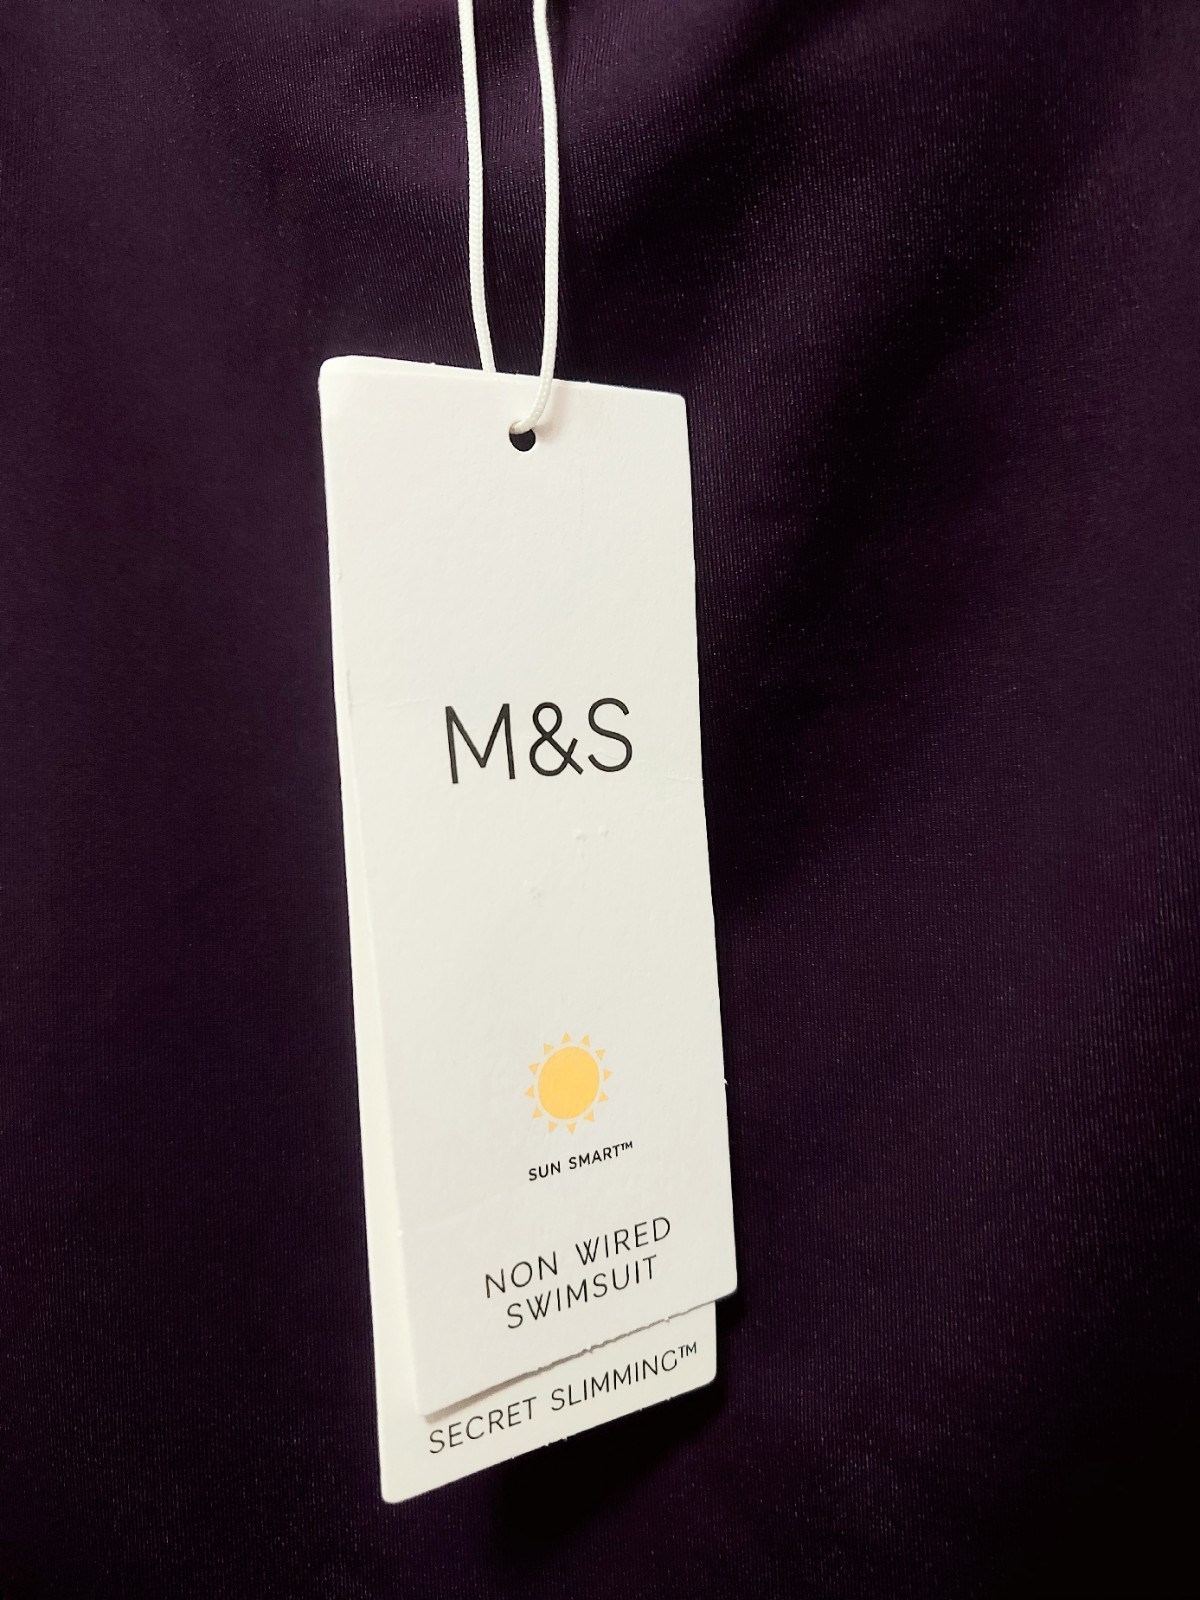 M&S
SUN SMART™
NON WIRED
SWIMSUIT
SECRET SLIMMING™